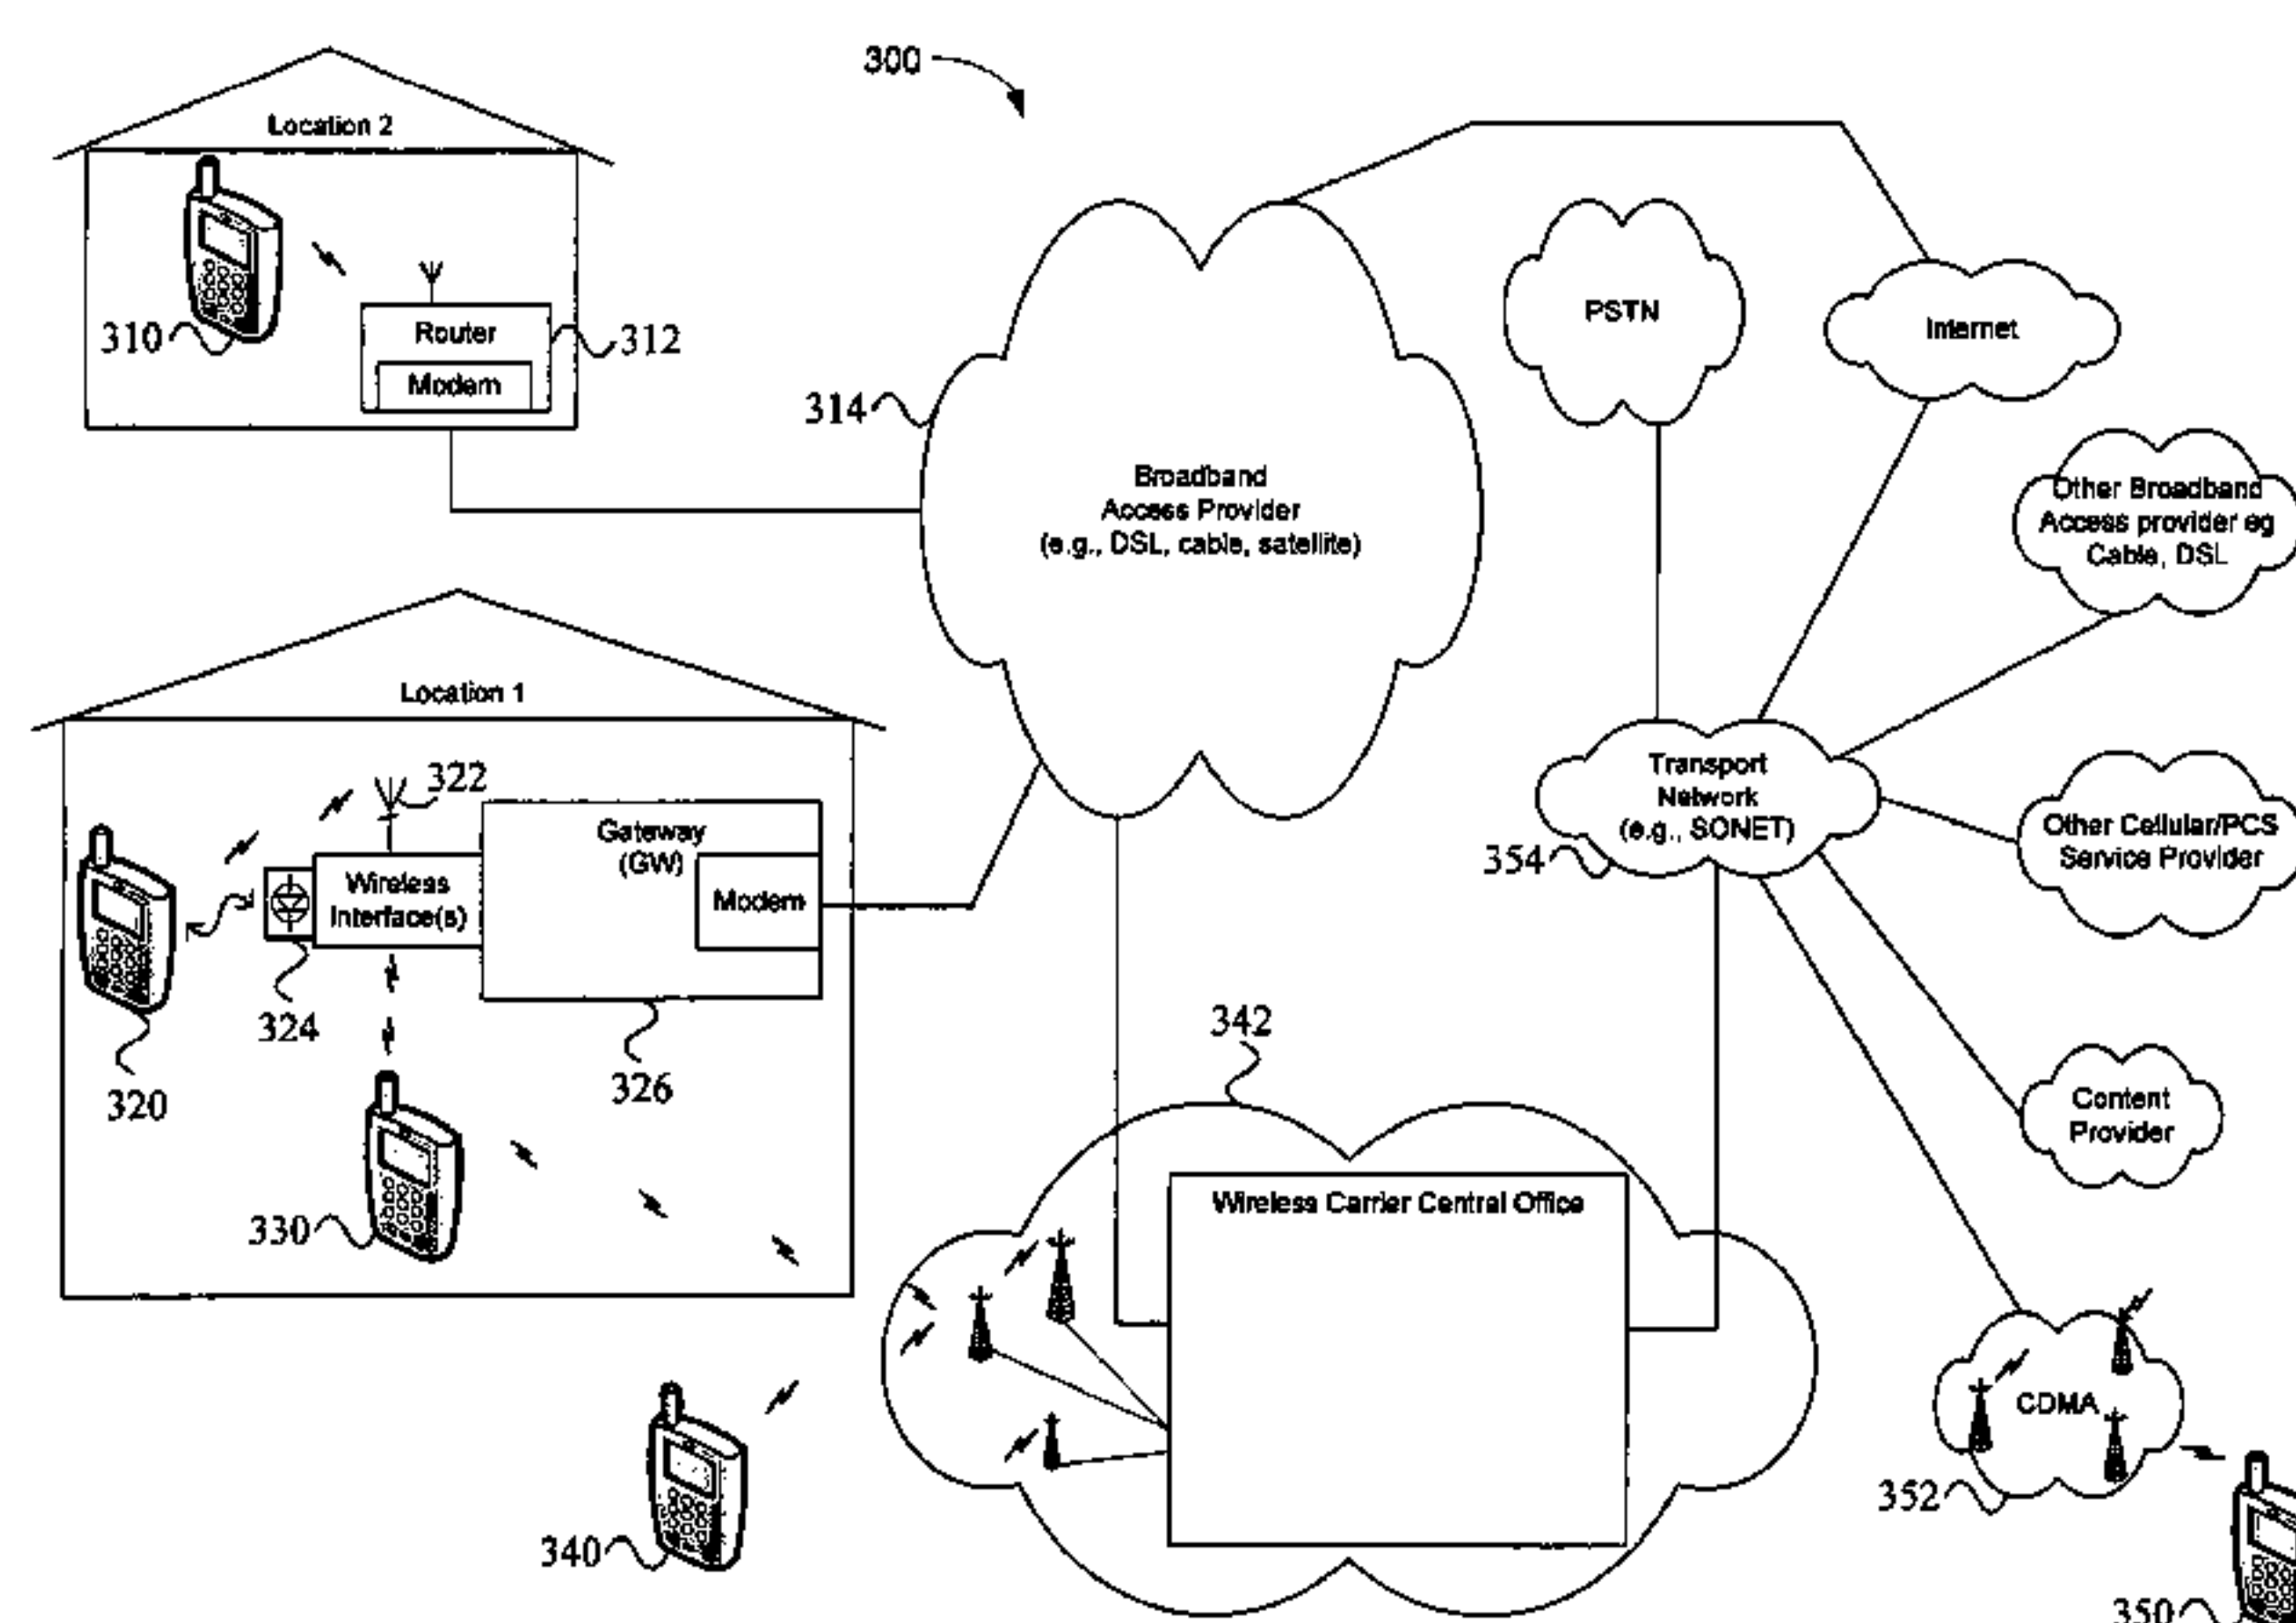 300
Location 2
310
Router
Modem
312
314
Broadband
Access Provider
(e.g., DSL, cable, satellite)
PSTN
Internet
Other Broadband
Access provider eg
Cable, DSL
Location 1
322
Gateway
(GW)
Wireless
Interface(s)
Modem
324
326
320
330
Transport
Network
(e.g., SONET)
354
Other Cellular/PCS
Service Provider
342
Content
Provider
Wireless Carrier Central Office
CDMA
352
340
350